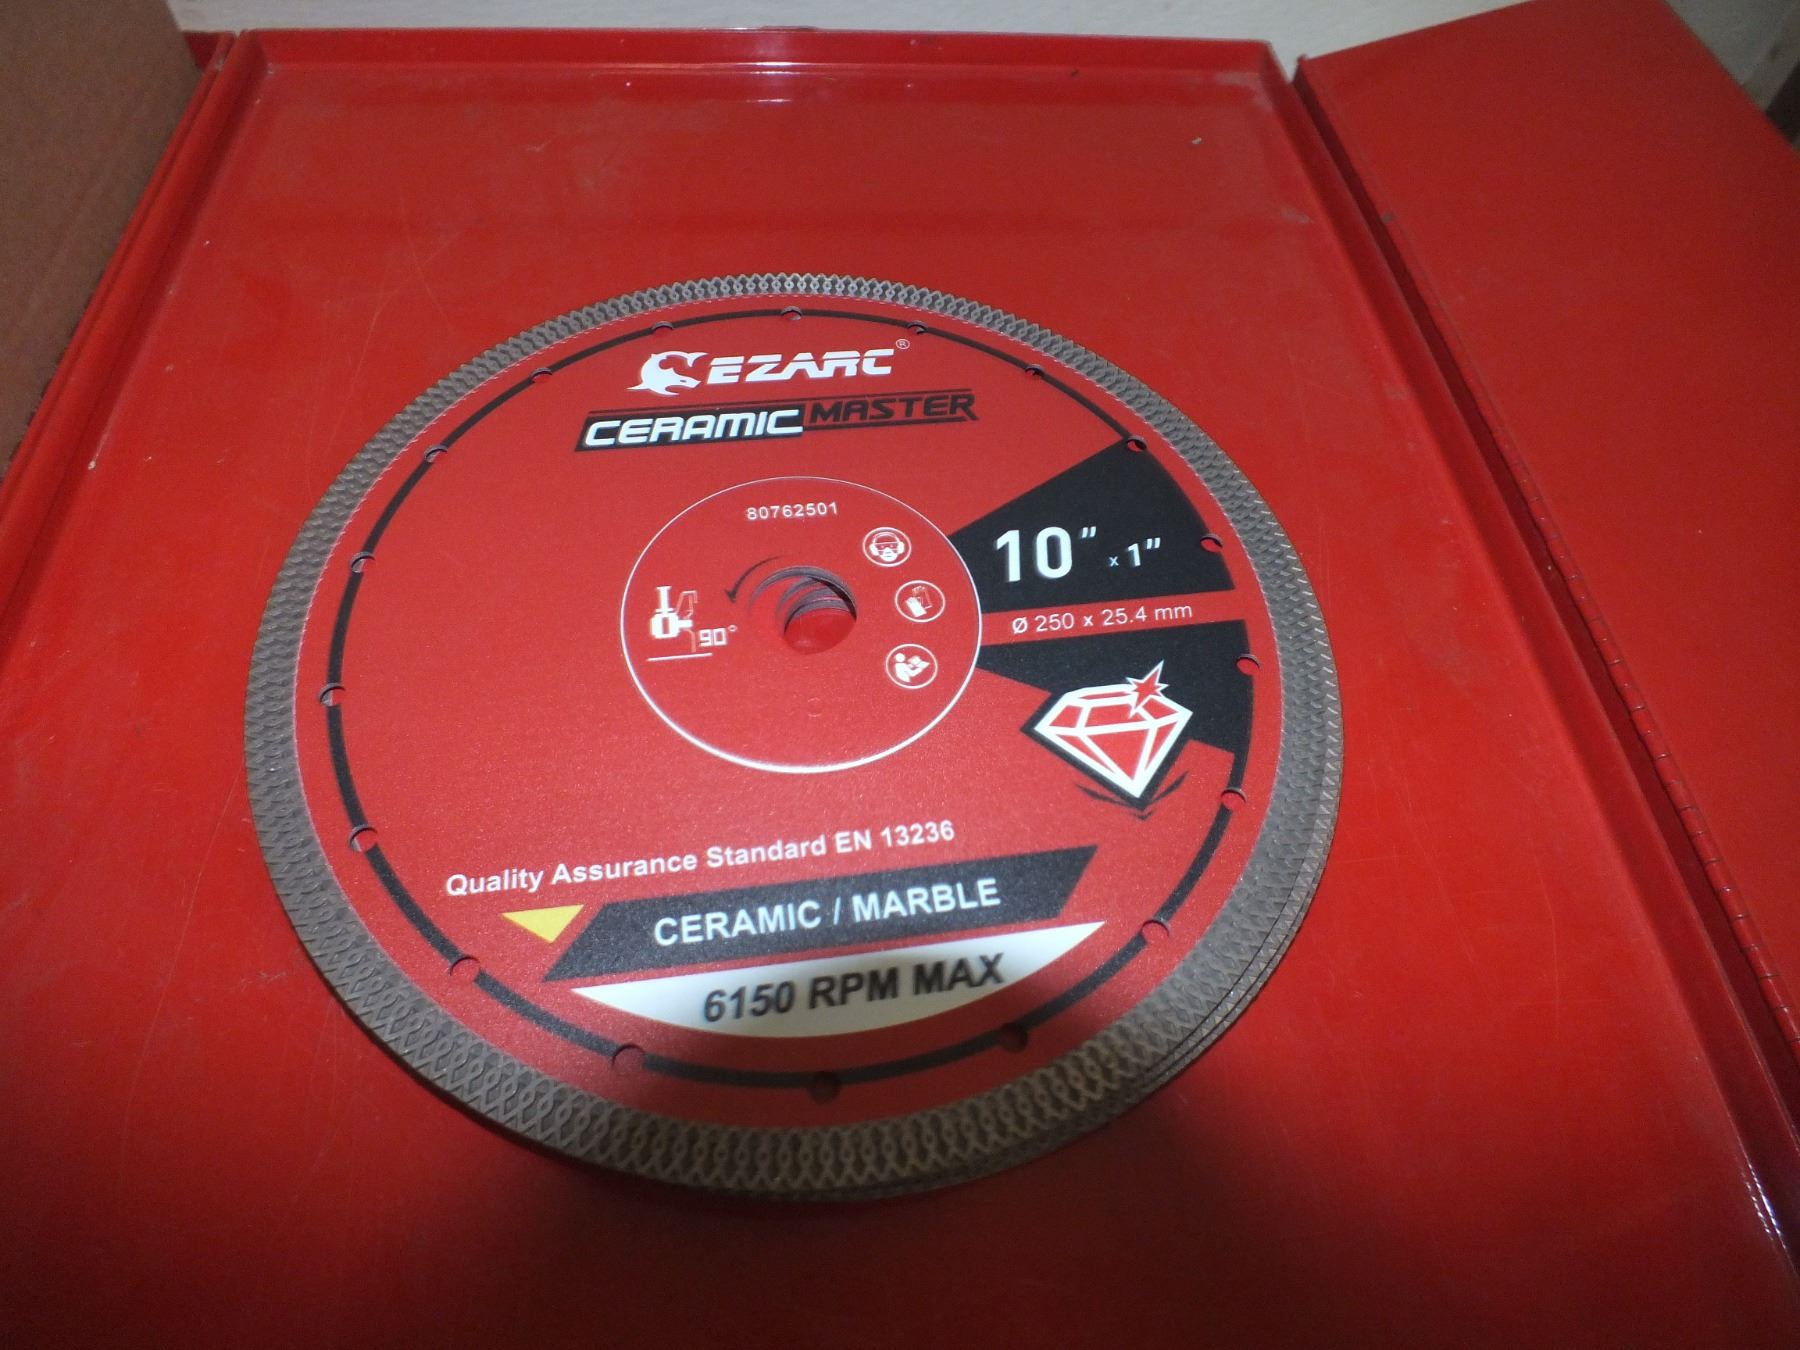 EZARC®
CERAMIC MASTER
80762501
90°
10" x 1"
Ø 250 x 25.4 mm
Quality Assurance Standard EN 13236
CERAMIC / MARBLE
6150 RPM MAX